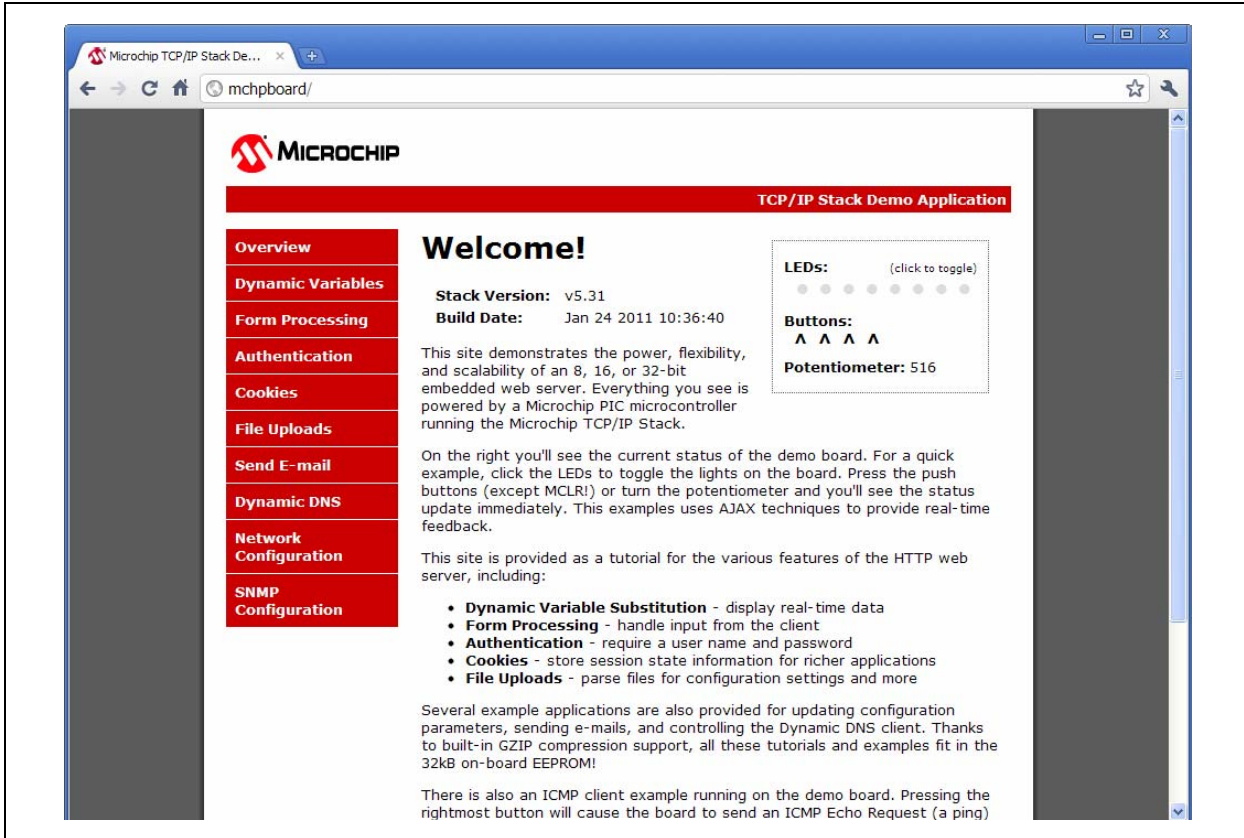 Microchip TCP/IP Stack De...
mchpboard/
MICROCHIP
TCP/IP Stack Demo Application
Overview
Dynamic Variables
Form Processing
Authentication
Cookies
File Uploads
Send E-mail
Dynamic DNS
Network
Configuration
SNMP
Configuration
Welcome!
Stack Version: v5.31
Build Date: Jan 24 2011 10:36:40
LEDs: (click to toggle)
Buttons:
Λ Λ Λ Λ
Potentiometer: 516
This site demonstrates the power, flexibility,
and scalability of an 8, 16, or 32-bit
embedded web server. Everything you see is
powered by a Microchip PIC microcontroller
running the Microchip TCP/IP Stack.
On the right you'll see the current status of the demo board. For a quick
example, click the LEDs to toggle the lights on the board. Press the push
buttons (except MCLR!) or turn the potentiometer and you'll see the status
update immediately. This examples uses AJAX techniques to provide real-time
feedback.
This site is provided as a tutorial for the various features of the HTTP web
server, including:
• Dynamic Variable Substitution - display real-time data
• Form Processing - handle input from the client
• Authentication - require a user name and password
• Cookies - store session state information for richer applications
• File Uploads - parse files for configuration settings and more
Several example applications are also provided for updating configuration
parameters, sending e-mails, and controlling the Dynamic DNS client. Thanks
to built-in GZIP compression support, all these tutorials and examples fit in the
32kB on-board EEPROM!
There is also an ICMP client example running on the demo board. Pressing the
rightmost button will cause the board to send an ICMP Echo Request (a ping)